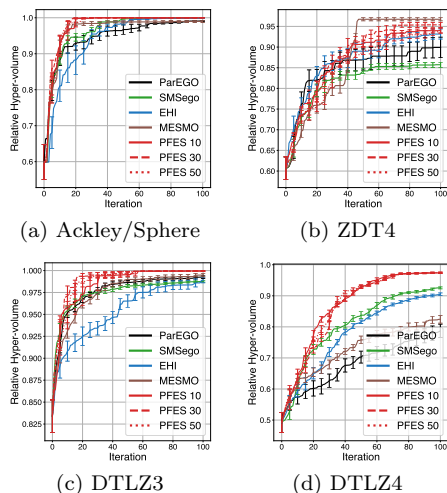 Relative Hyper-volume
1.0
0.9
0.8
0.7
0.6
0 20 40 60 80 100
Iteration
ParEGO
SMSego
EHI
MESMO
PFES 10
PFES 30
PFES 50
(a) Ackley/Sphere
Relative Hyper-volume
0.95
0.90
0.85
0.80
0.75
0.70
0.65
0.60
0 20 40 60 80 100
Iteration
ParEGO
SMSego
EHI
MESMO
PFES 10
PFES 30
PFES 50
(b) ZDT4
Relative Hyper-volume
1.000
0.975
0.950
0.925
0.900
0.875
0.850
0.825
0 20 40 60 80 100
Iteration
ParEGO
SMSego
EHI
MESMO
PFES 10
PFES 30
PFES 50
(c) DTLZ3
Relative Hyper-volume
1.0
0.9
0.8
0.7
0.6
0.5
0 20 40 60 80 100
Iteration
ParEGO
SMSego
EHI
MESMO
PFES 10
PFES 30
PFES 50
(d) DTLZ4